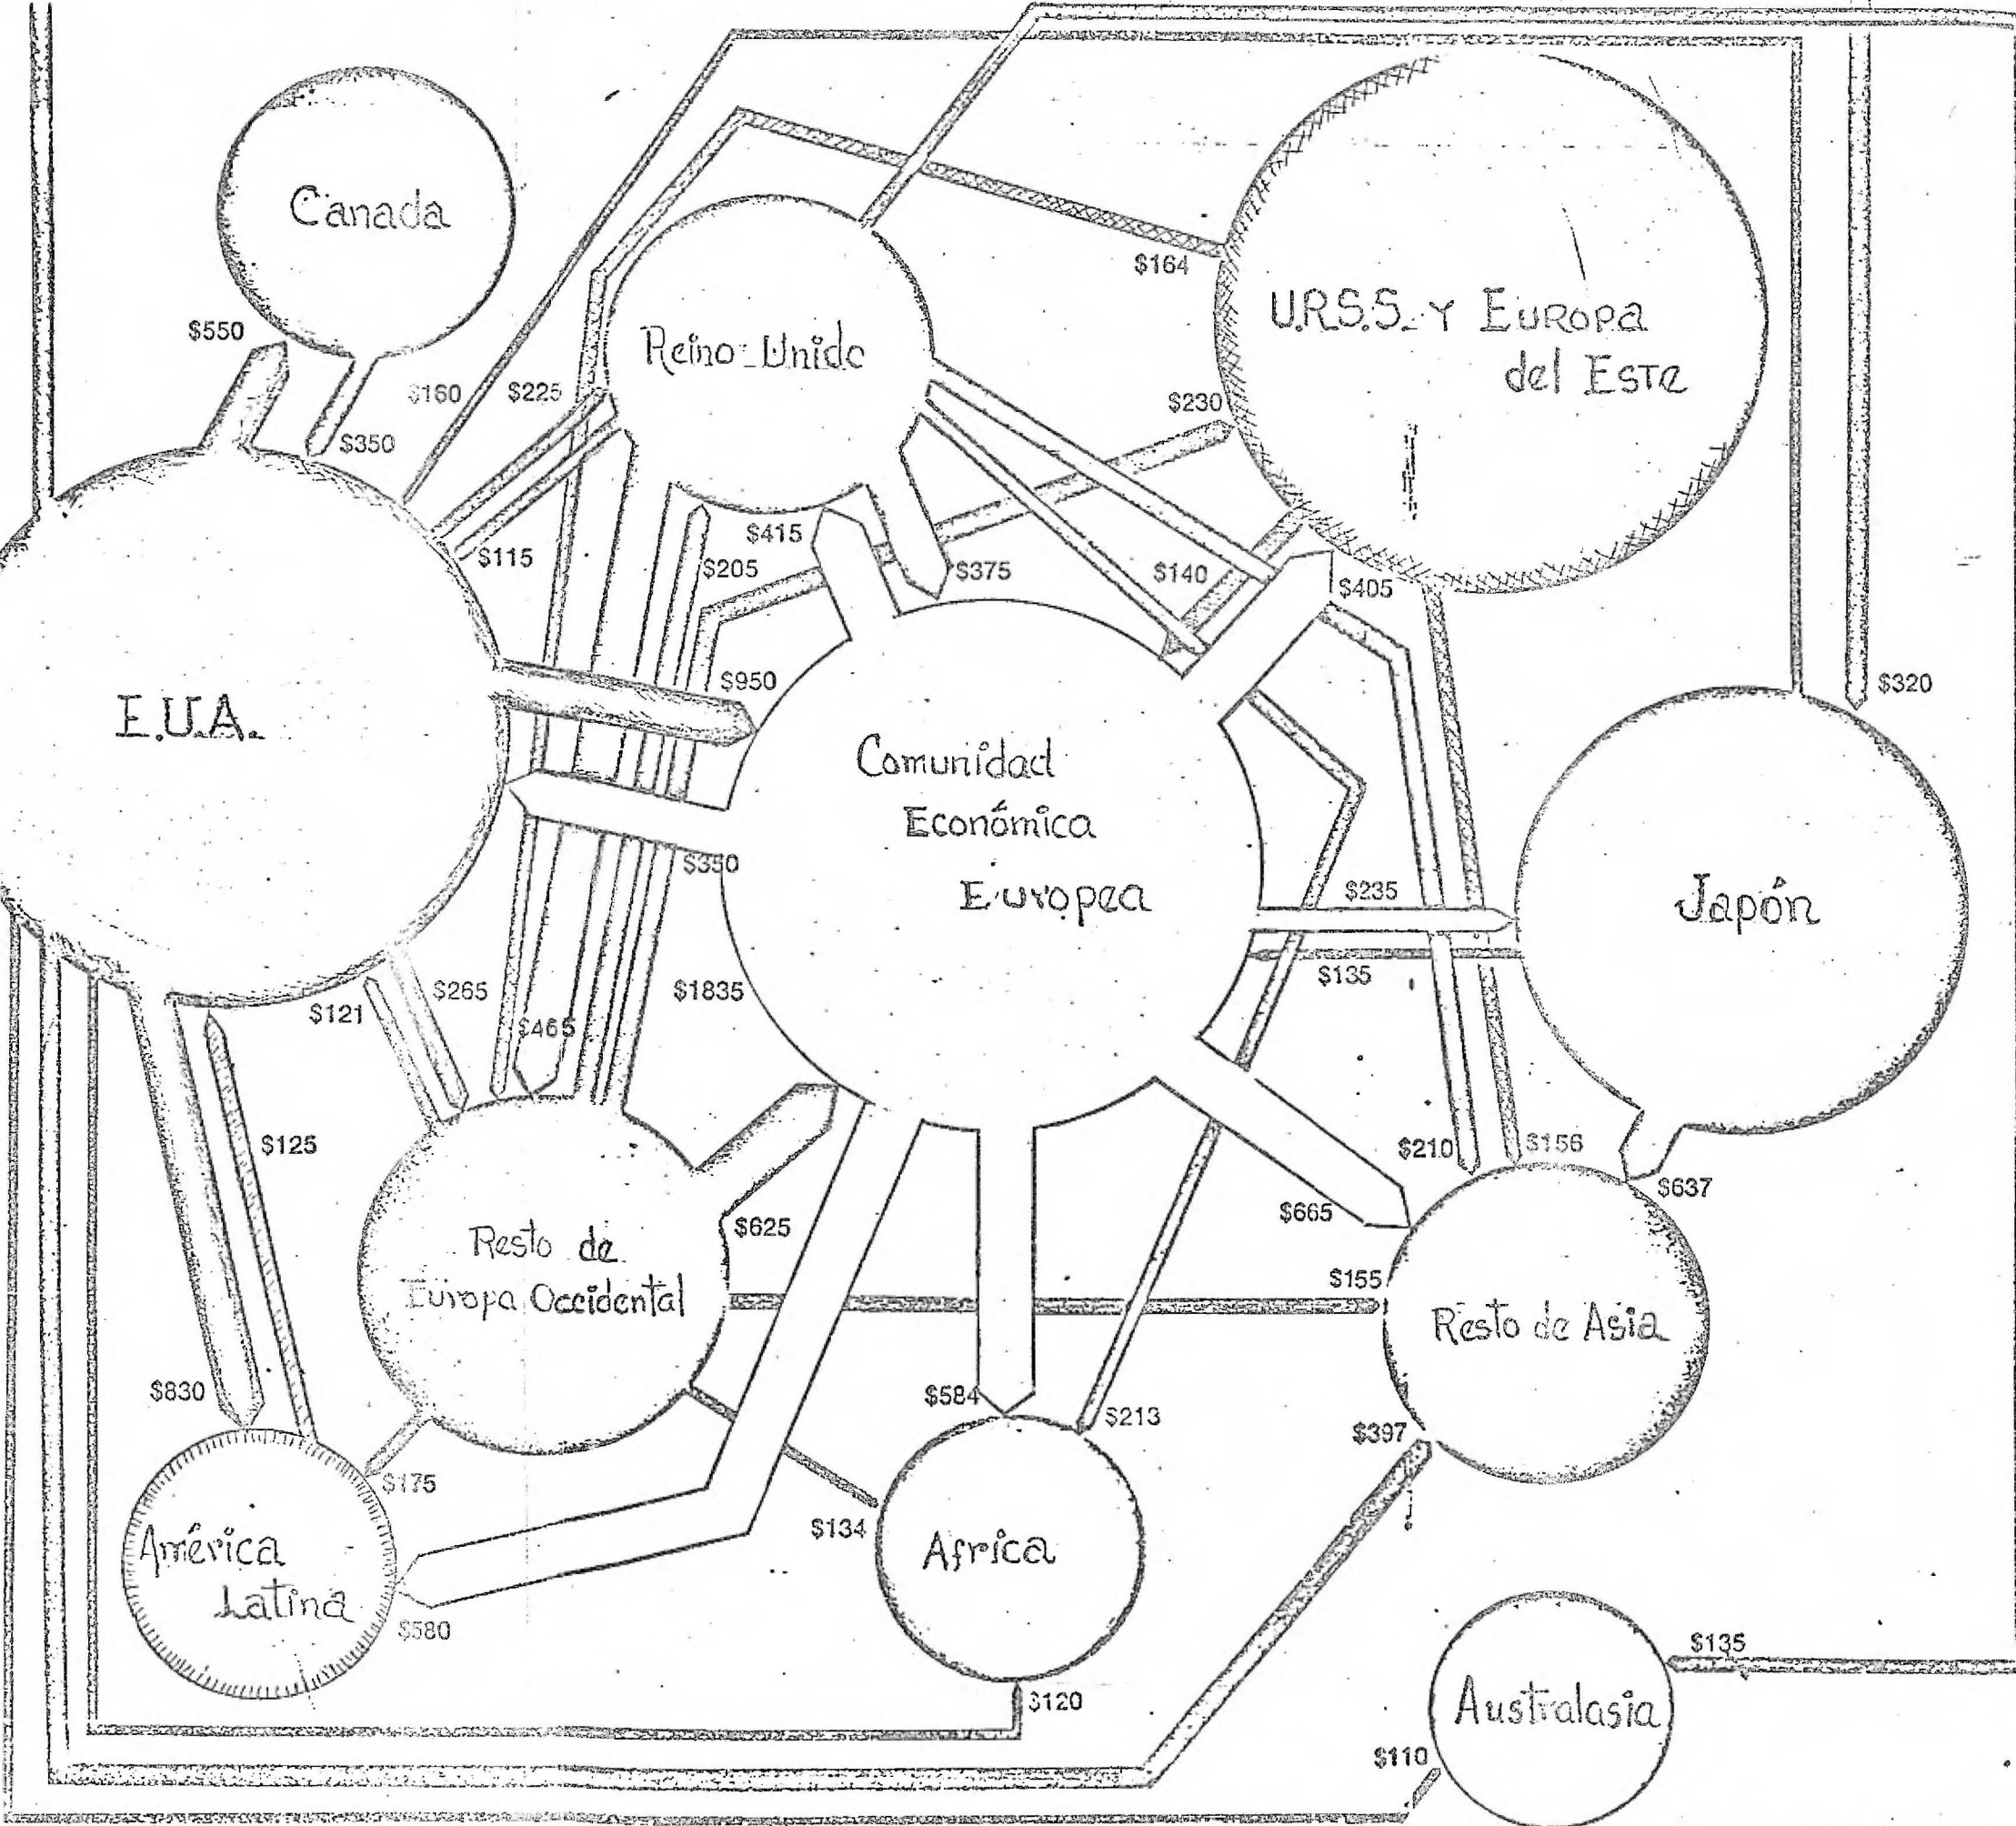 Canada
$164
U.R.S.S. Y EUROPA
del ESTE
$550
Reino Unido
$160
$225
$230
$350
$415
$115
$205
$375
$140
$405
$950
$320
E.U.A.
Comunidad
Económica
Europea
$350
$235
Japón
$135
$265
$1835
$121
$465
$125
$210
$156
$637
$665
$625
Resto de
Europa Occidental
$155
Resto de Asia
$830
$584
$213
$397
$175
$134
Africa
América
Latina
$580
$135
$120
Australasia
$110